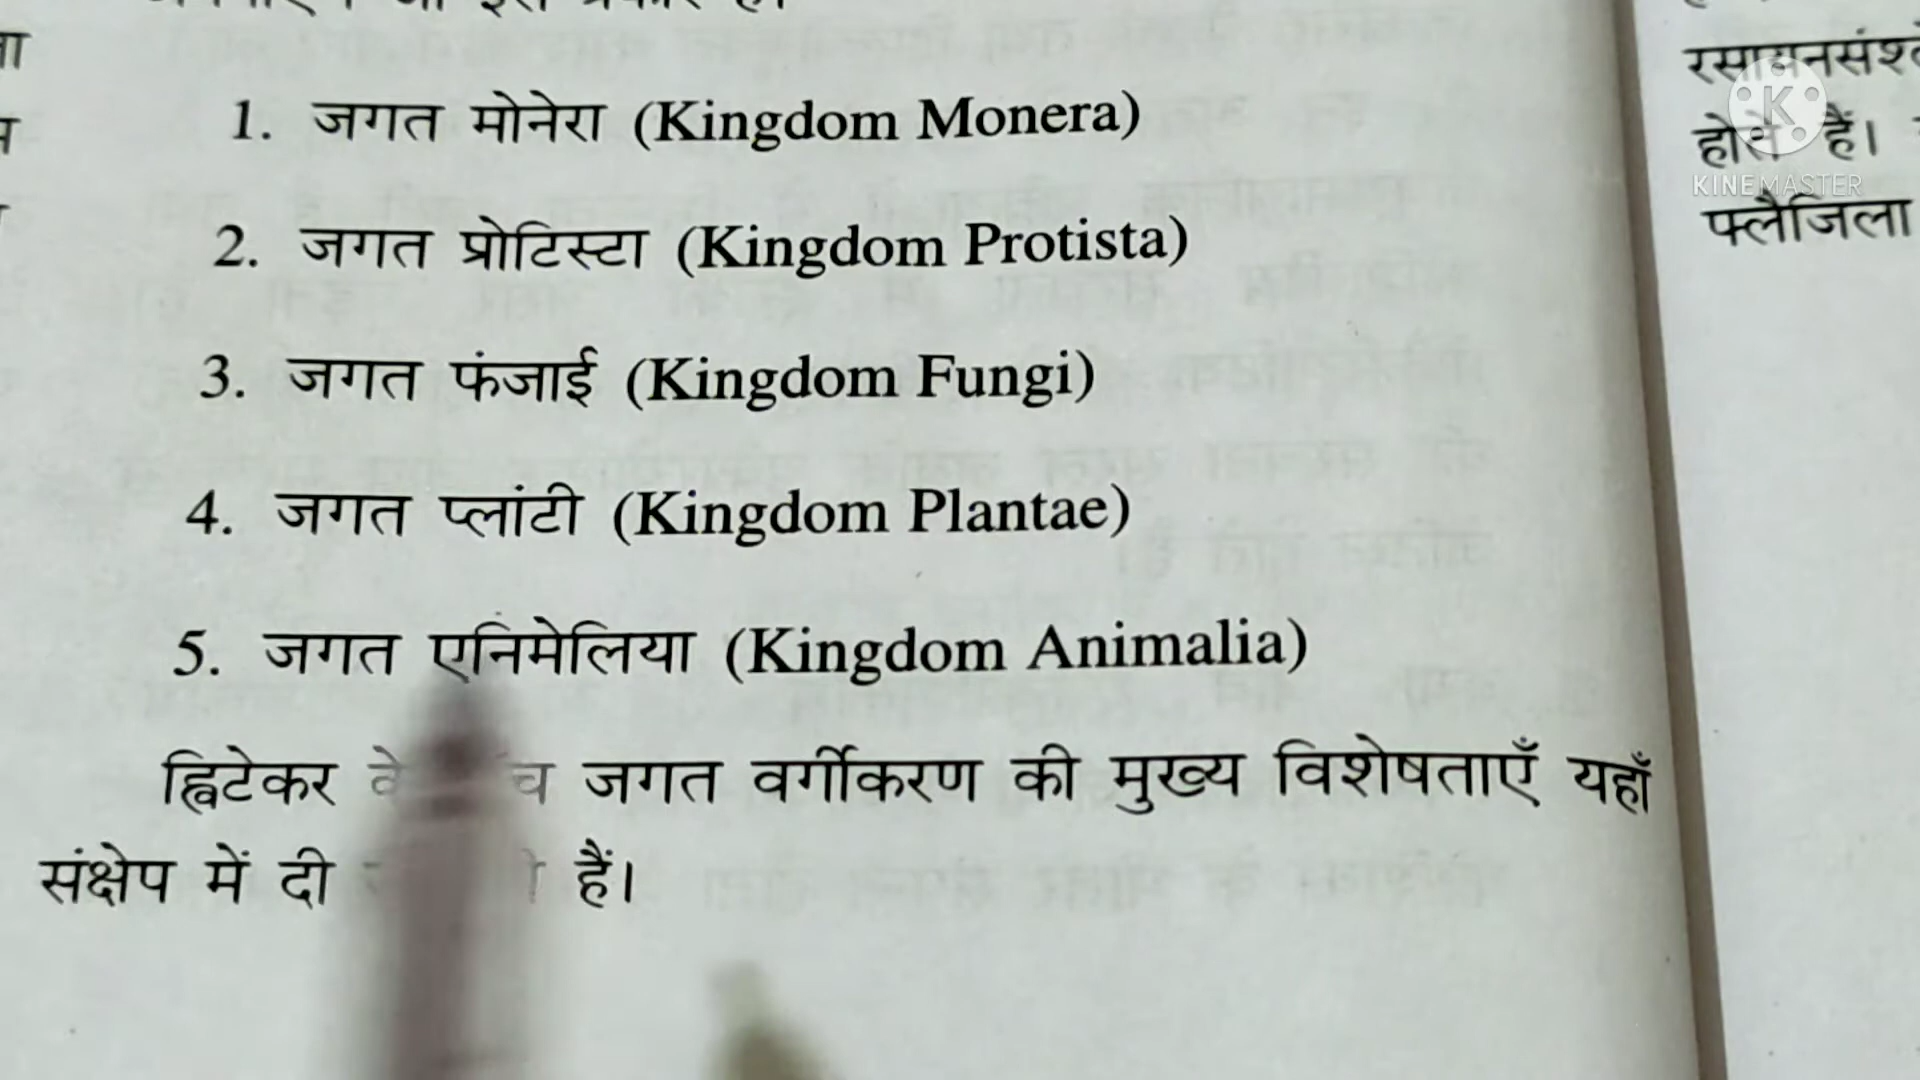 1. जगत मोनेरा (Kingdom Monera)
2. जगत प्रोटिस्टा (Kingdom Protista)
3. जगत फंजाई (Kingdom Fungi)
4. जगत प्लांटी (Kingdom Plantae)
5. जगत एनिमेलिया (Kingdom Animalia)
ह्विटेकर जगत वर्गीकरण की मुख्य विशेषताएँ यहाँ
संक्षेप में दी हैं।
होते हैं।
फ्लैजिला
KINEMASTER